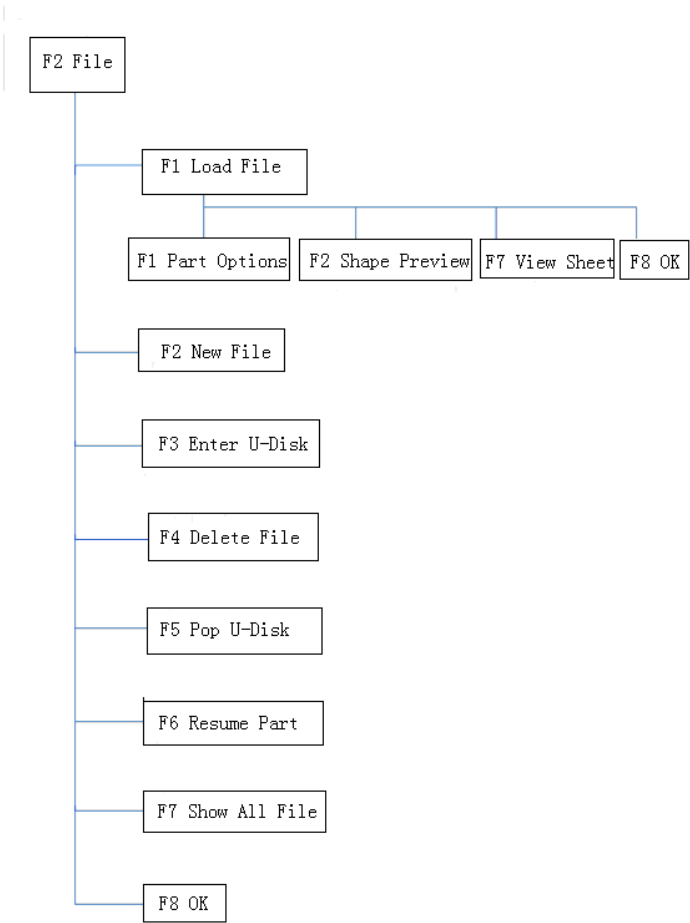 F2 File
F1 Load File
F1 Part Options
F2 Shape Preview
F7 View Sheet
F8 OK
F2 New File
F3 Enter U-Disk
F4 Delete File
F5 Pop U-Disk
F6 Resume Part
F7 Show All File
F8 OK